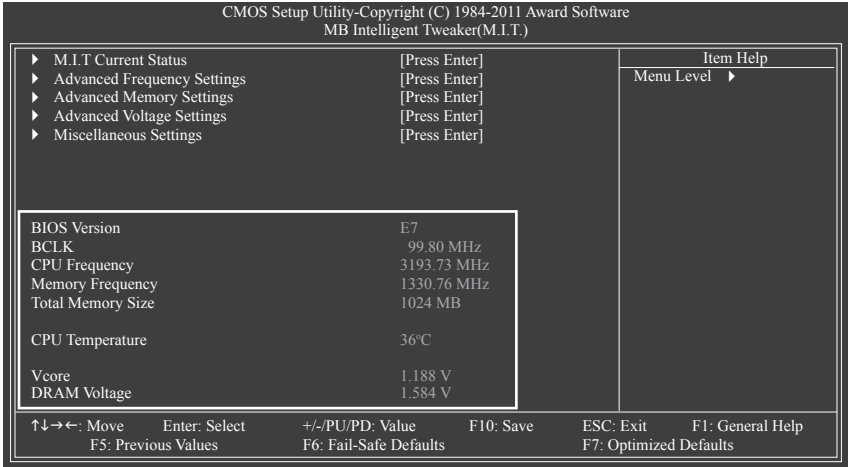 CMOS Setup Utility-Copyright (C) 1984-2011 Award Software
MB Intelligent Tweaker(M.I.T.)
M.I.T Current Status [Press Enter]
Advanced Frequency Settings [Press Enter]
Advanced Memory Settings [Press Enter]
Advanced Voltage Settings [Press Enter]
Miscellaneous Settings [Press Enter]
Item Help
Menu Level
BIOS Version E7
BCLK 99.80 MHz
CPU Frequency 3193.73 MHz
Memory Frequency 1330.76 MHz
Total Memory Size 1024 MB
CPU Temperature 36°C
Vcore 1.188 V
DRAM Voltage 1.584 V
↑↓→←: Move Enter: Select +/-/PU/PD: Value F10: Save ESC: Exit F1: General Help
F5: Previous Values F6: Fail-Safe Defaults F7: Optimized Defaults